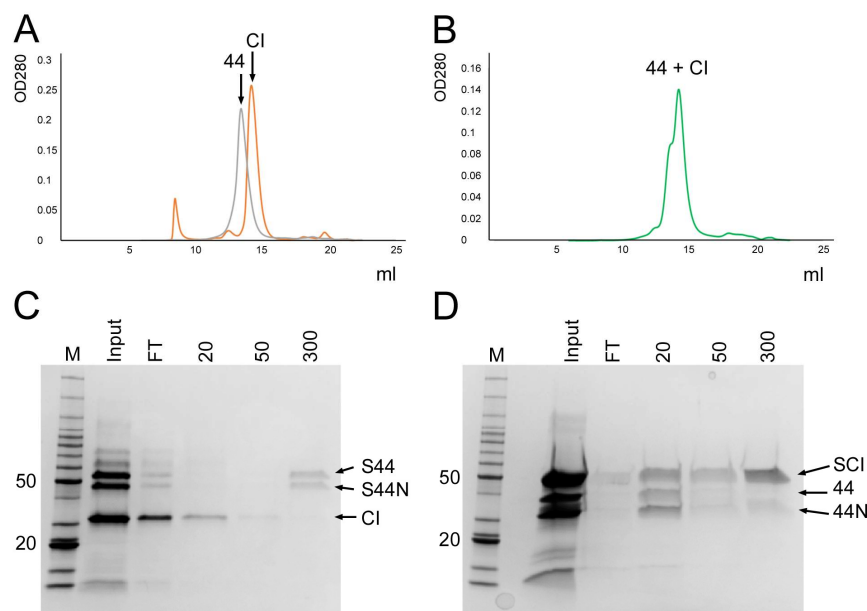 A
OD280
0.3
0.25
0.2
0.15
0.1
0.05
0
44
CI
5
10
15
20
25
ml
B
OD280
0.16
0.14
0.12
0.1
0.08
0.06
0.04
0.02
0
44 + CI
5
10
15
20
25
ml
C
M
Input
FT
20
50
300
50
20
S44
S44N
CI
D
M
Input
FT
20
50
300
50
20
SCI
44
44N